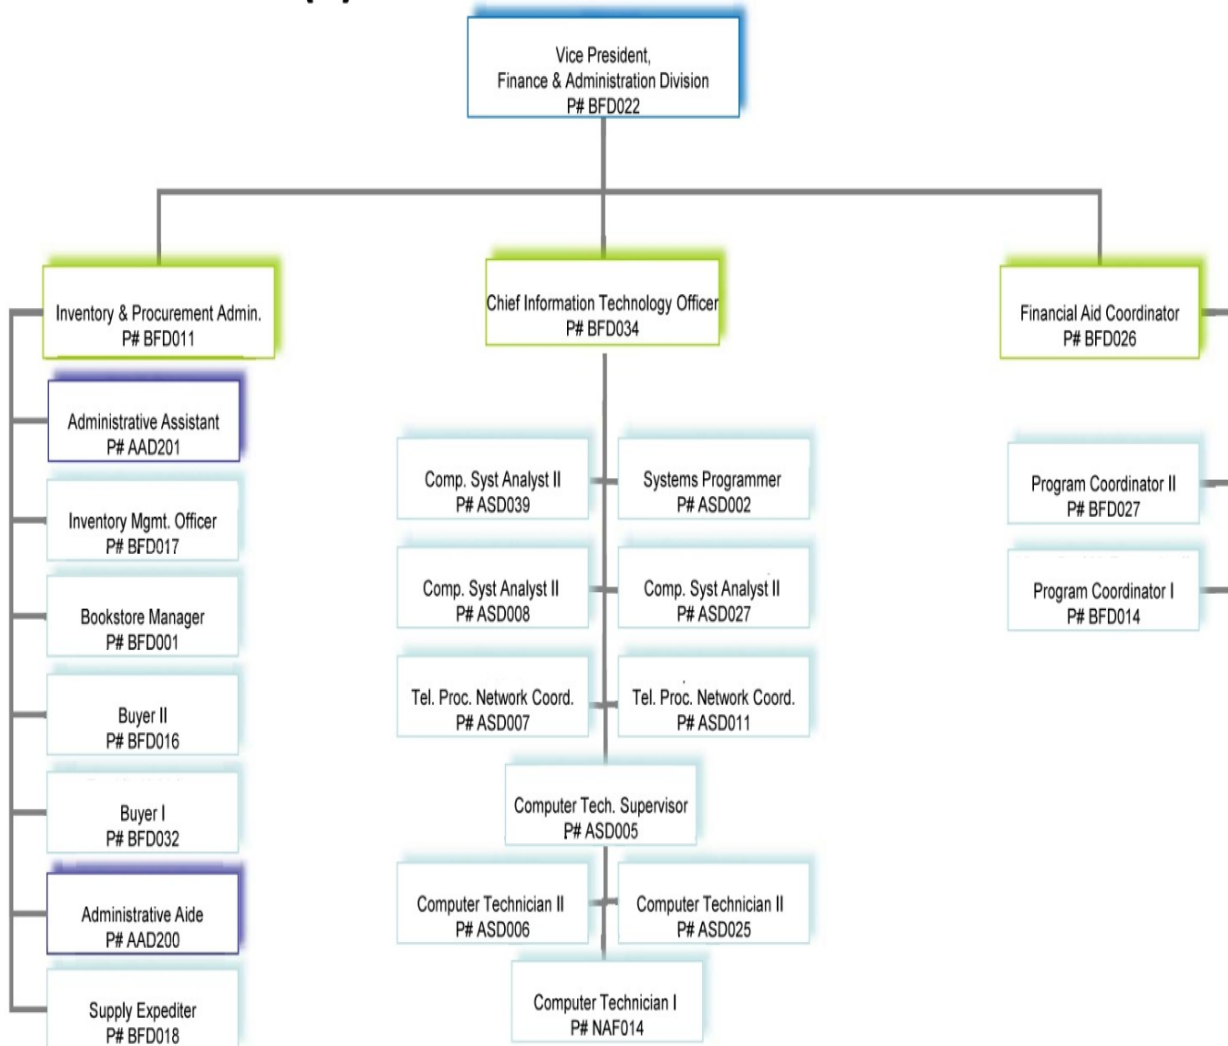 Vice President,
Finance & Administration Division
P# BFD022
Inventory & Procurement Admin.
P# BFD011
Administrative Assistant
P# AAD201
Inventory Mgmt. Officer
P# BFD017
Bookstore Manager
P# BFD001
Buyer II
P# BFD016
Buyer I
P# BFD032
Administrative Aide
P# AAD200
Supply Expediter
P# BFD018
Chief Information Technology Officer
P# BFD034
Comp. Syst Analyst II
P# ASD039
Systems Programmer
P# ASD002
Comp. Syst Analyst II
P# ASD008
Comp. Syst Analyst II
P# ASD027
Tel. Proc. Network Coord.
P# ASD007
Tel. Proc. Network Coord.
P# ASD011
Computer Tech. Supervisor
P# ASD005
Computer Technician II
P# ASD006
Computer Technician II
P# ASD025
Computer Technician I
P# NAF014
Financial Aid Coordinator
P# BFD026
Program Coordinator II
P# BFD027
Program Coordinator I
P# BFD014